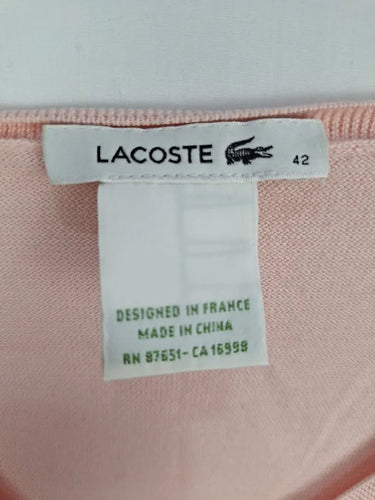 LACOSTE 42
DESIGNED IN FRANCE
MADE IN CHINA
RN 87651-CA 16999